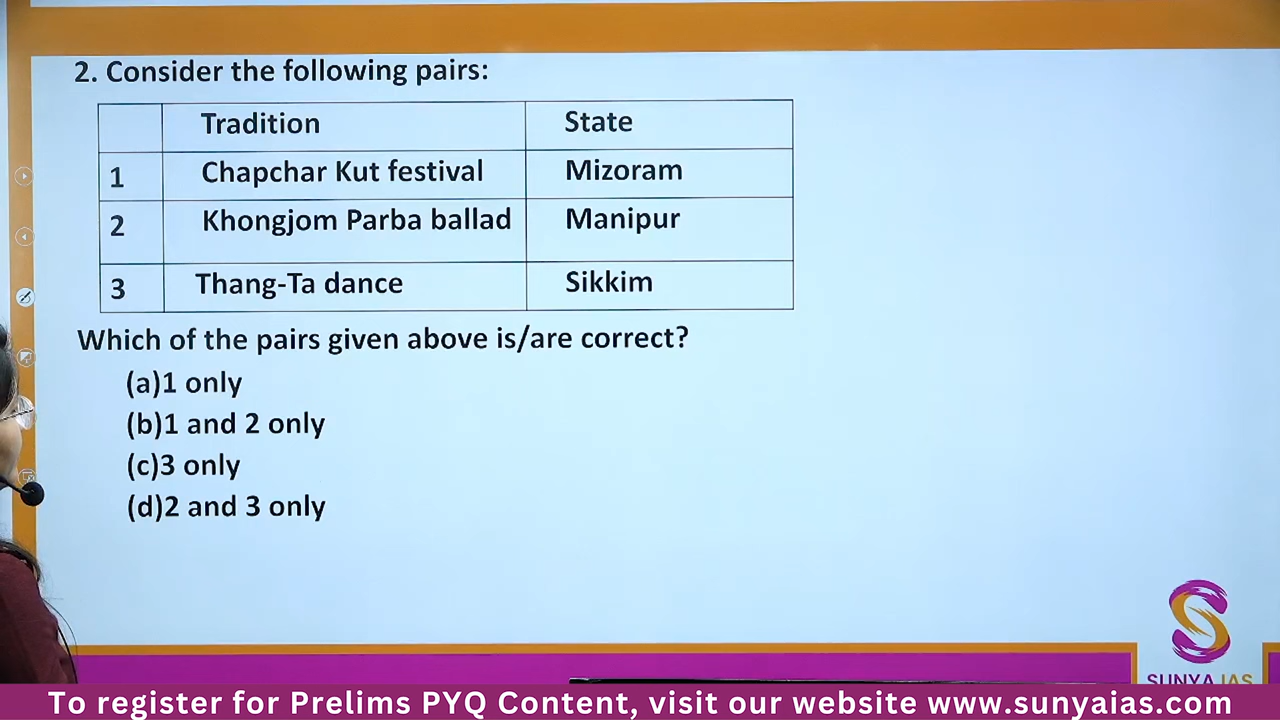 2. Consider the following pairs:
Tradition State
1 Chapchar Kut festival Mizoram
2 Khongjom Parba ballad Manipur
3 Thang-Ta dance Sikkim
Which of the pairs given above is/are correct?
(a)1 only
(b)1 and 2 only
(c)3 only
(d)2 and 3 only
SUNYA IAS
To register for Prelims PYQ Content, visit our website www.sunyaias.com